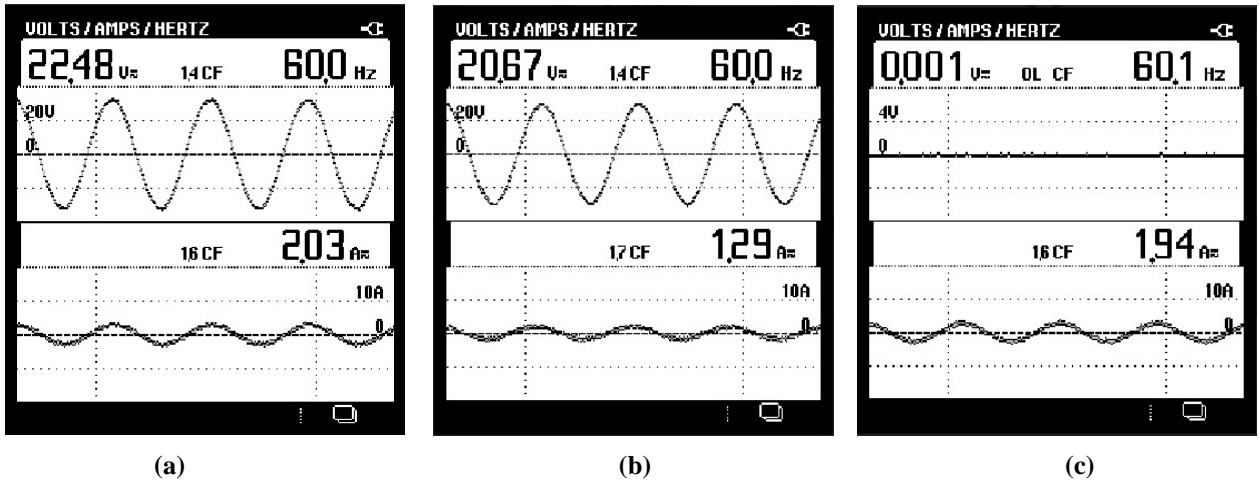 VOLTS / AMPS / HERTZ
22.48 V≂ 1.4 CF 60.0 Hz
20V
0
1.6 CF 2.03 A≂
10A
0
(a)
VOLTS / AMPS / HERTZ
20.67 V≂ 1.4 CF 60.0 Hz
20V
0
1.7 CF 1.29 A≂
10A
0
(b)
VOLTS / AMPS / HERTZ
0.001 V≂ OL CF 60.1 Hz
4V
0
1.6 CF 1.94 A≂
10A
0
(c)